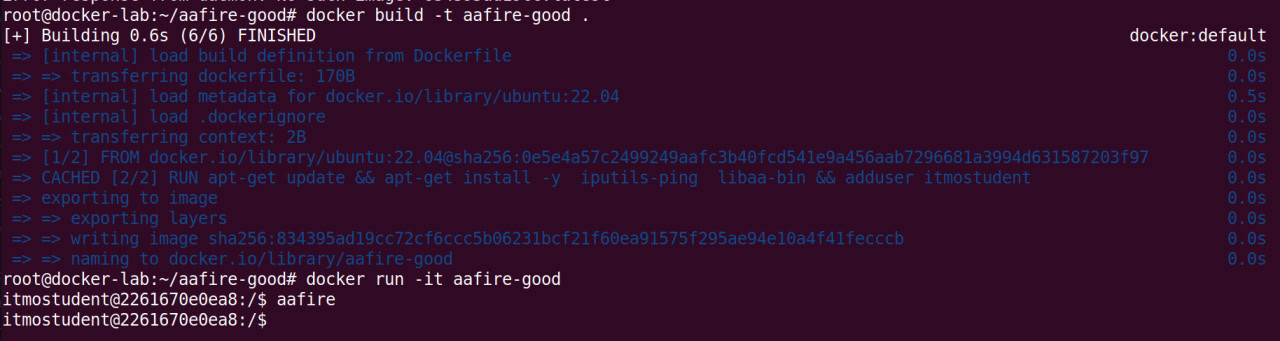 root@docker-lab:~/aafire-good# docker build -t aafire-good .
[+] Building 0.6s (6/6) FINISHED docker:default
=> [internal] load build definition from Dockerfile 0.0s
=> => transferring dockerfile: 170B 0.0s
=> [internal] load metadata for docker.io/library/ubuntu:22.04 0.5s
=> [internal] load .dockerignore 0.0s
=> => transferring context: 2B 0.0s
=> [1/2] FROM docker.io/library/ubuntu:22.04@sha256:0e5e4a57c2499249aafc3b40fcd541e9a456aab7296681a3994d631587203f97 0.0s
=> CACHED [2/2] RUN apt-get update && apt-get install -y  iputils-ping  libaa-bin && adduser itmostudent 0.0s
=> exporting to image 0.0s
=> => exporting layers 0.0s
=> => writing image sha256:834395ad19cc72cf6ccc5b06231bcf21f60ea91575f295ae94e10a4f41fecccb 0.0s
=> => naming to docker.io/library/aafire-good 0.0s
root@docker-lab:~/aafire-good# docker run -it aafire-good
itmostudent@2261670e0ea8:/$ aafire
itmostudent@2261670e0ea8:/$